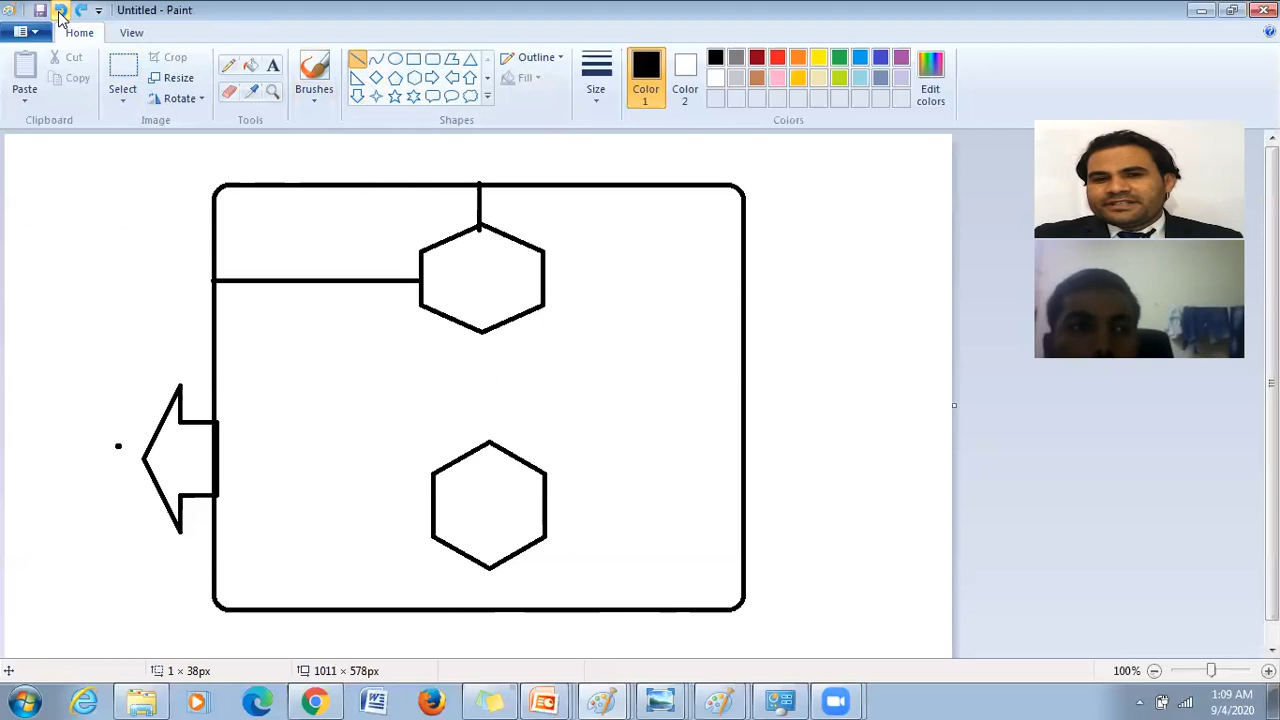 Untitled - Paint
Home
View
Paste
Cut
Copy
Clipboard
Select
Crop
Resize
Rotate
Image
Tools
Brushes
Shapes
Outline
Fill
Size
Color 1
Color 2
Colors
Edit colors
1 × 38px
1011 × 578px
100%
1:09 AM
9/4/2020